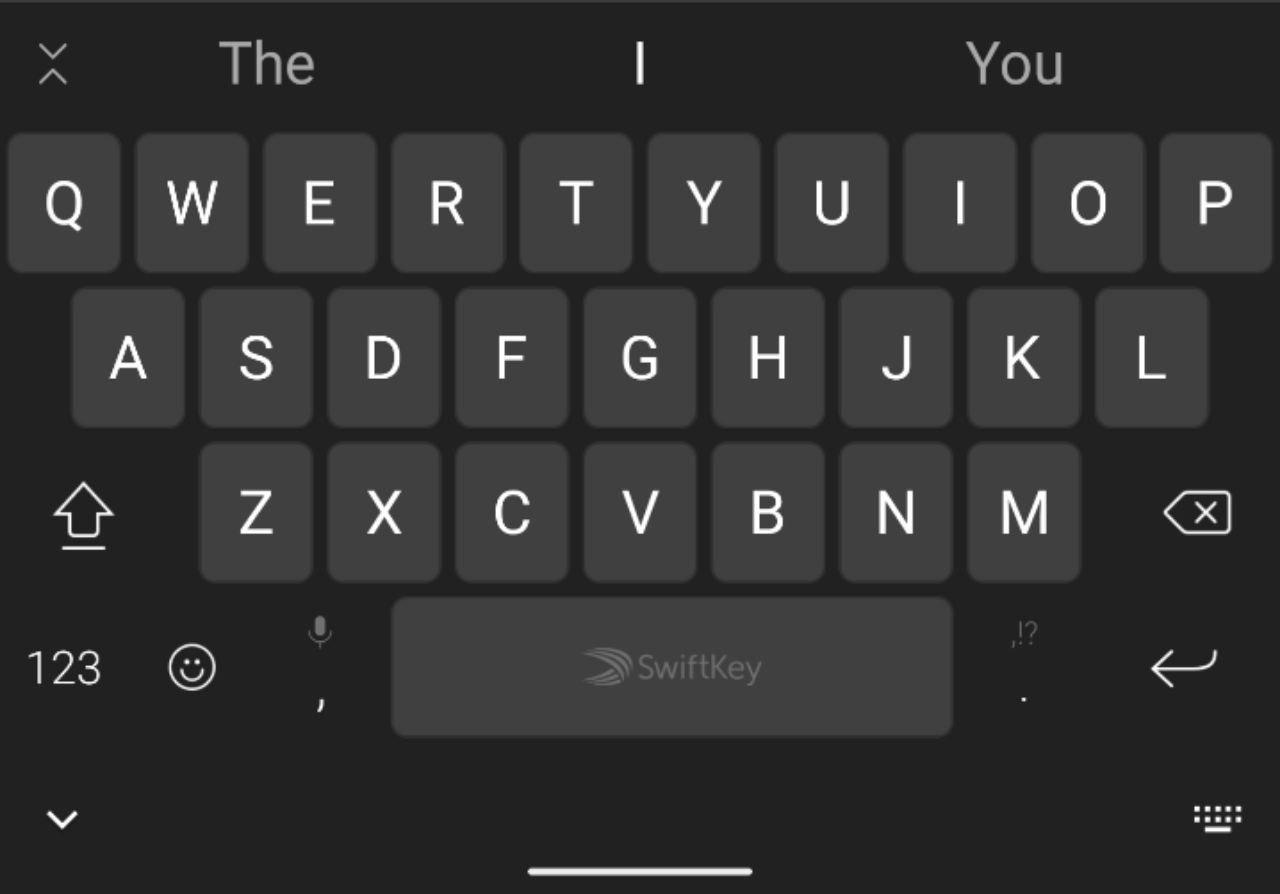 The I You
Q W E R T Y U I O P
A S D F G H J K L
Z X C V B N M
,!?
123 , SwiftKey .